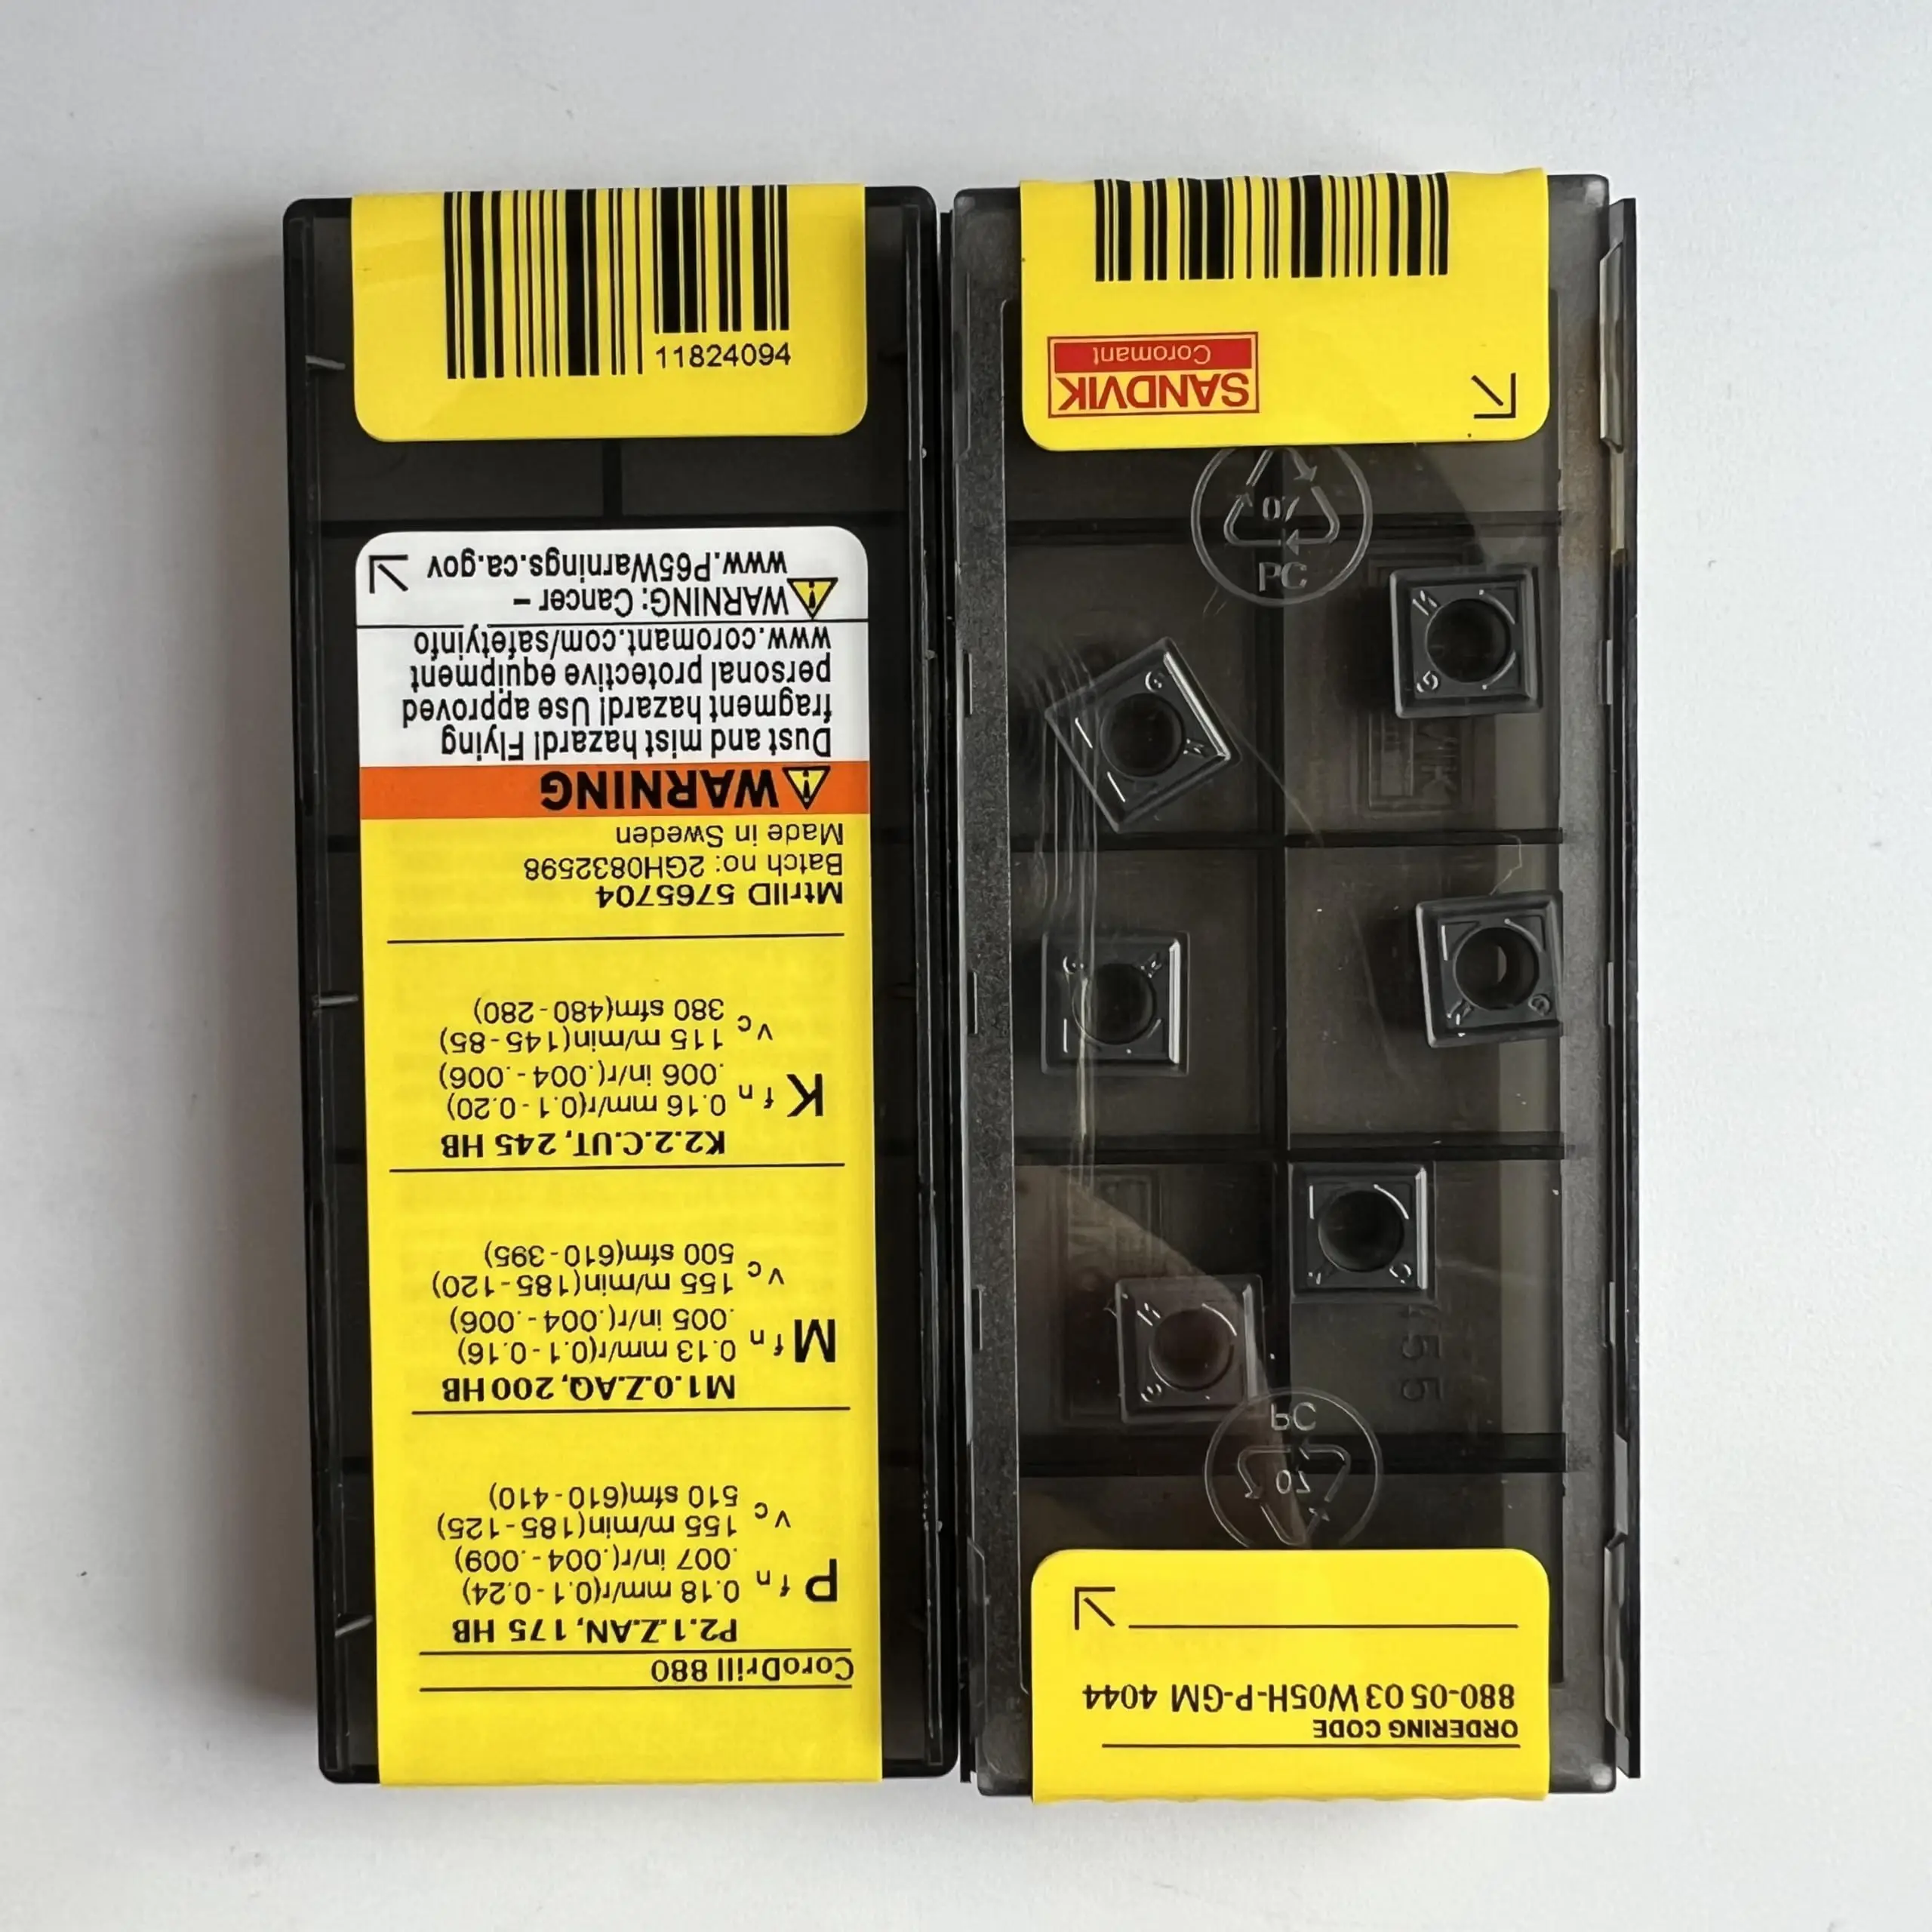 11824094
CoroDrill 880
P2.1.Z.AN, 175 HB
P fn 0.18 mm/r(0.1 - 0.24)
.007 in/r(.004 - .009)
vc 155 m/min(185 - 125)
510 sfm(610 - 410)
M1.0.Z.AQ, 200 HB
M fn 0.13 mm/r(0.1 - 0.16)
.005 in/r(.004 - .006)
vc 155 m/min(185 - 120)
500 sfm(610 - 395)
K2.2.C.UT, 245 HB
K fn 0.16 mm/r(0.1 - 0.20)
.006 in/r(.004 - .006)
vc 115 m/min(145 - 85)
380 sfm(480 - 280)
MtrlID 5765704
Batch no: 2GH0832598
Made in Sweden
WARNING
Dust and mist hazard! Flying
fragment hazard! Use approved
personal protective equipment
www.coromant.com/safetyinfo
WARNING: Cancer –
www.P65Warnings.ca.gov
ORDERING CODE
880-05 03 W05H-P-GM 4044
07
PC
07
PC
SANDVIK
Coromant